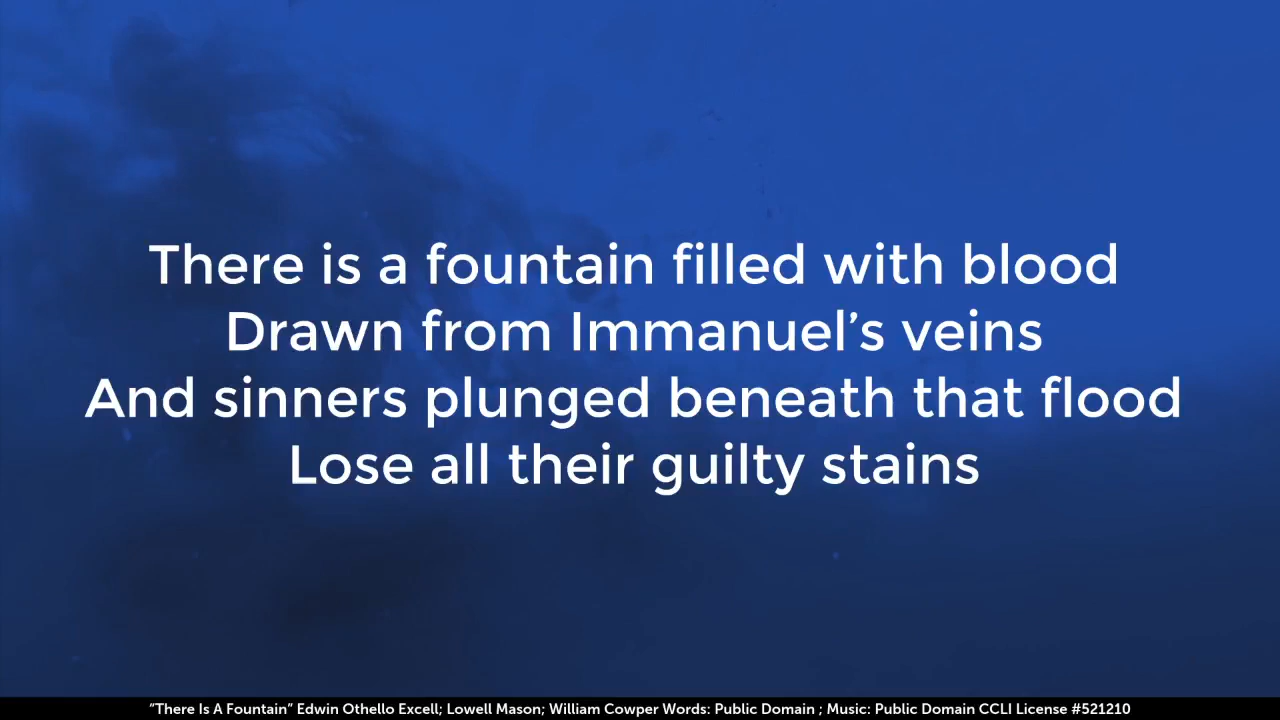 There is a fountain filled with blood
Drawn from Immanuel’s veins
And sinners plunged beneath that flood
Lose all their guilty stains
“There Is A Fountain” Edwin Othello Excell; Lowell Mason; William Cowper Words: Public Domain ; Music: Public Domain CCLI License #521210